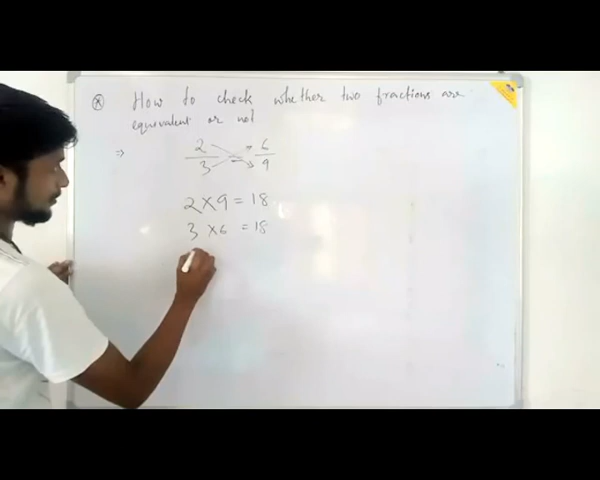 How to check whether two fractions are
equivalent or not
⇒ 2/3 = 6/9
2×9 = 18
3×6 = 18